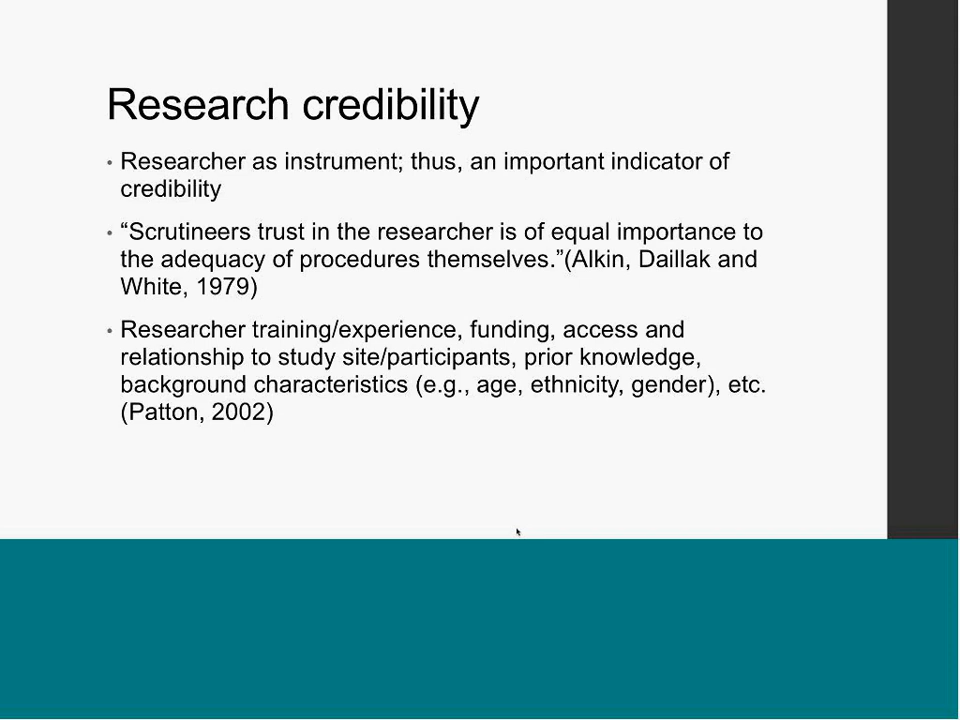 Research credibility
• Researcher as instrument; thus, an important indicator of
credibility
• “Scrutineers trust in the researcher is of equal importance to
the adequacy of procedures themselves.”(Alkin, Daillak and
White, 1979)
• Researcher training/experience, funding, access and
relationship to study site/participants, prior knowledge,
background characteristics (e.g., age, ethnicity, gender), etc.
(Patton, 2002)